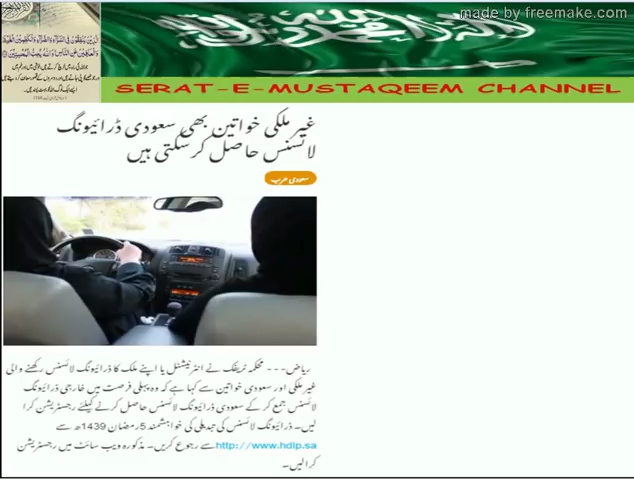 made by freemake.com
SERAT-E-MUSTAQEEM CHANNEL
غیر ملکی خواتین بھی سعودی ڈرائیونگ
لائسنس حاصل کرسکتی ہیں
سعودی عرب
ریاض --- محکمہ ٹریفک نے انٹرنیشنل یا اپنے ملک کا ڈرائیونگ لائسنس رکھنے والی
غیر ملکی اور سعودی خواتین سے کہا ہے کہ وہ پہلی فرصت میں خارجی ڈرائیونگ
لائسنس جمع کر کے سعودی ڈرائیونگ لائسنس حاصل کرنے کیلئے رجسٹریشن کرا
لیں۔ ڈرائیونگ لائسنس کی تبدیلی کی خواہشمند 5رمضان 1439ھ سے
http://www.hdlp.sa سے رجوع کریں۔ مذکورہ ویب سائٹ میں رجسٹریشن
کرالیں۔